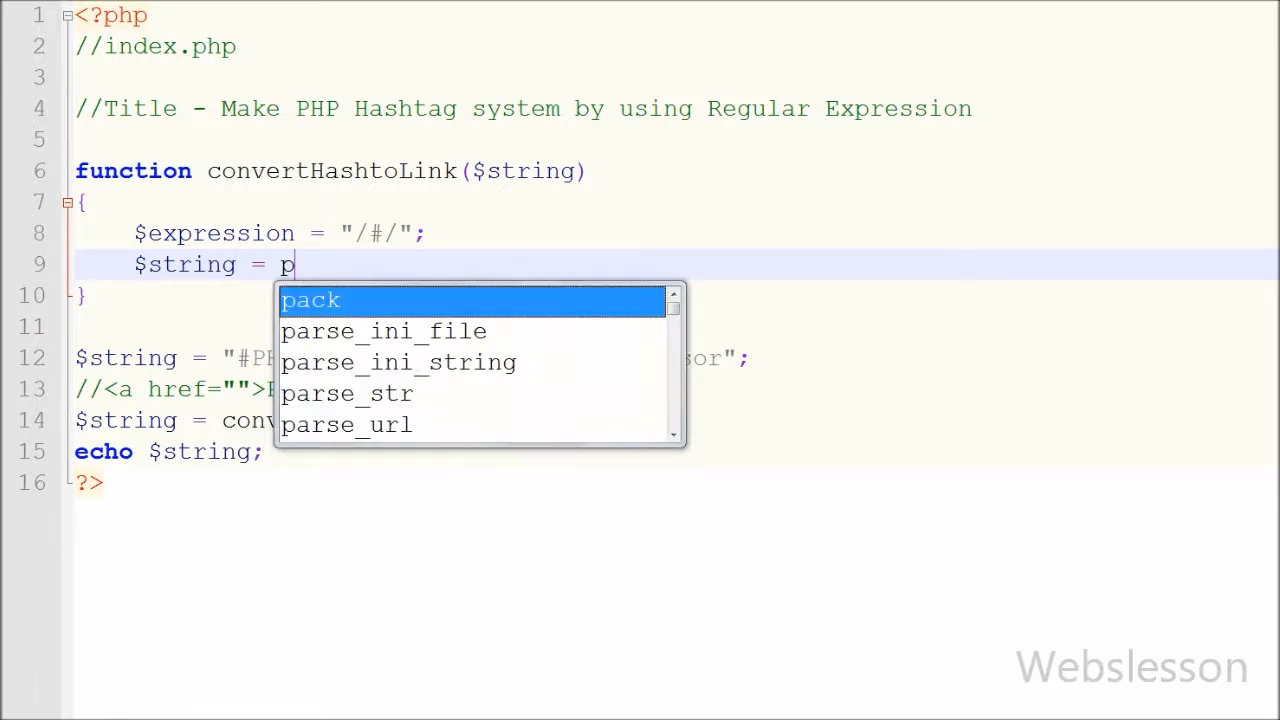 1 <?php
2 //index.php
3
4 //Title - Make PHP Hashtag system by using Regular Expression
5
6 function convertHashtoLink($string)
7 {
8 $expression = "/#/";
9 $string = p
pack
10 }
parse_ini_file
11
parse_ini_string
12 $string = "#PH sor";
parse_str
13 //<a href="">
14 $string = conv
parse_url
15 echo $string;
16 ?>
Webslesson